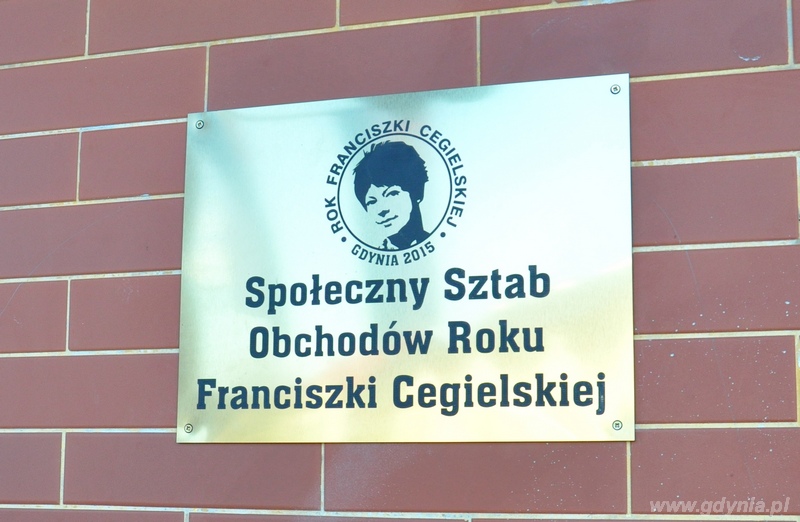 ROK FRANCISZKI CEGIELSKIEJ
• GDYNIA 2015 •
Społeczny Sztab
Obchodów Roku
Franciszki Cegielskiej
www.gdynia.pl